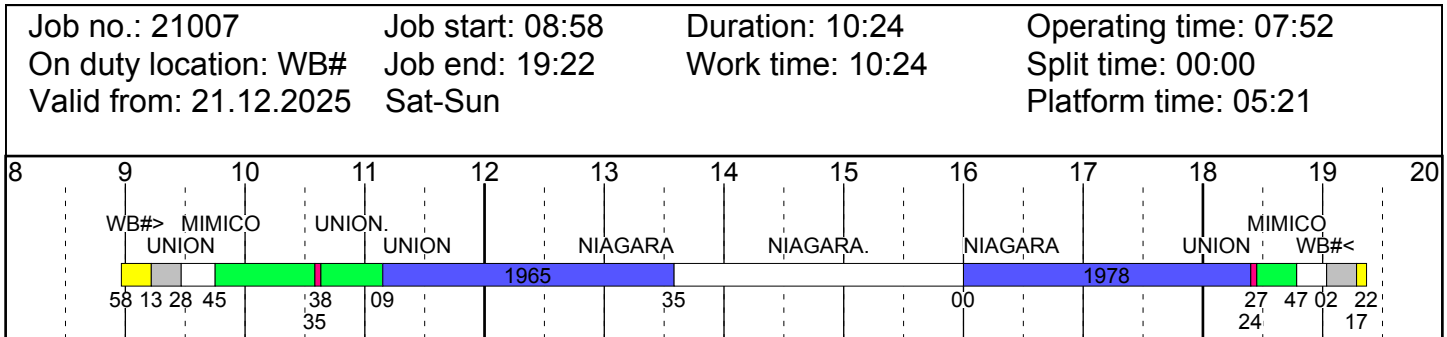 Job no.: 21007 Job start: 08:58 Duration: 10:24 Operating time: 07:52
On duty location: WB# Job end: 19:22 Work time: 10:24 Split time: 00:00
Valid from: 21.12.2025 Sat-Sun Platform time: 05:21
8 9 10 11 12 13 14 15 16 17 18 19 20
WB#> MIMICO UNION. MIMICO
UNION UNION NIAGARA NIAGARA. NIAGARA UNION WB#<
1965 1978
58 13 28 45 38 09 35 00 27 47 02 22
35 24 17